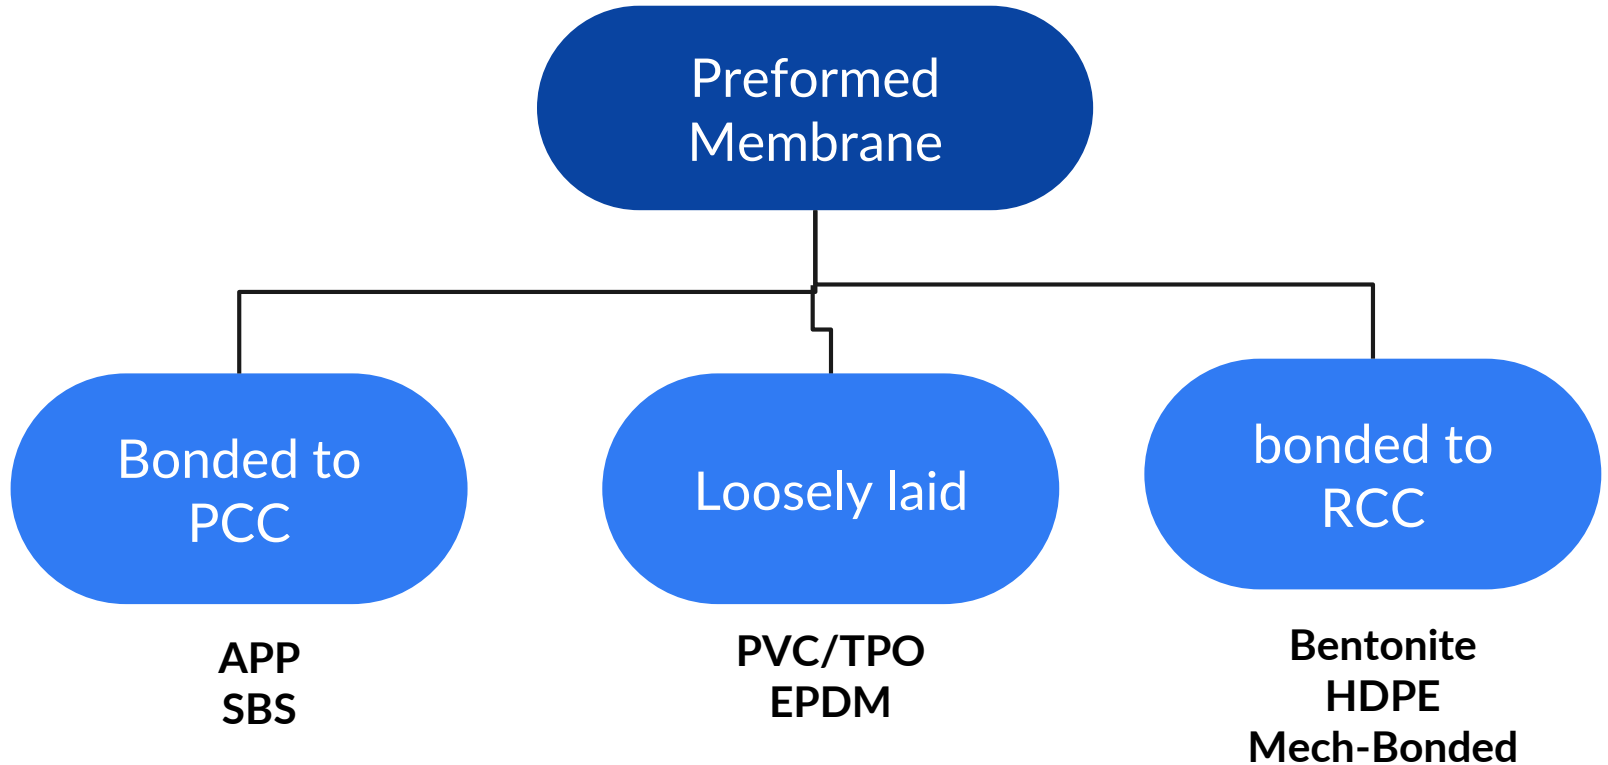 Preformed
Membrane
Bonded to
PCC
Loosely laid
bonded to
RCC
APP
SBS
PVC/TPO
EPDM
Bentonite
HDPE
Mech-Bonded